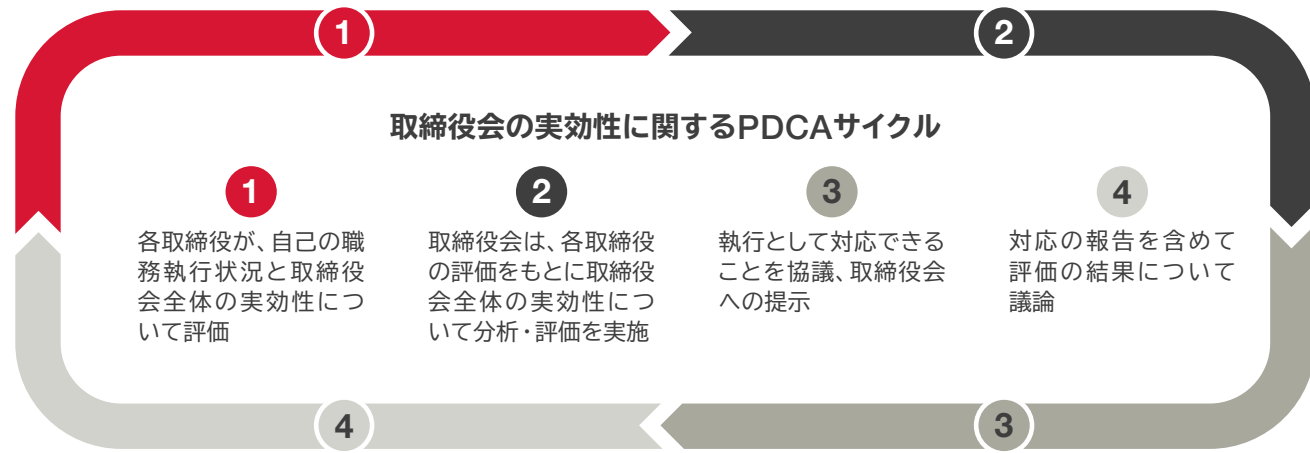 1
2
取締役会の実効性に関するPDCAサイクル
1
各取締役が、自己の職
務執行状況と取締役
会全体の実効性につ
いて評価
2
取締役会は、各取締役
の評価をもとに取締役
会全体の実効性につ
いて分析・評価を実施
3
執行として対応できる
ことを協議、取締役会
への提示
4
対応の報告を含めて
評価の結果について
議論
4
3